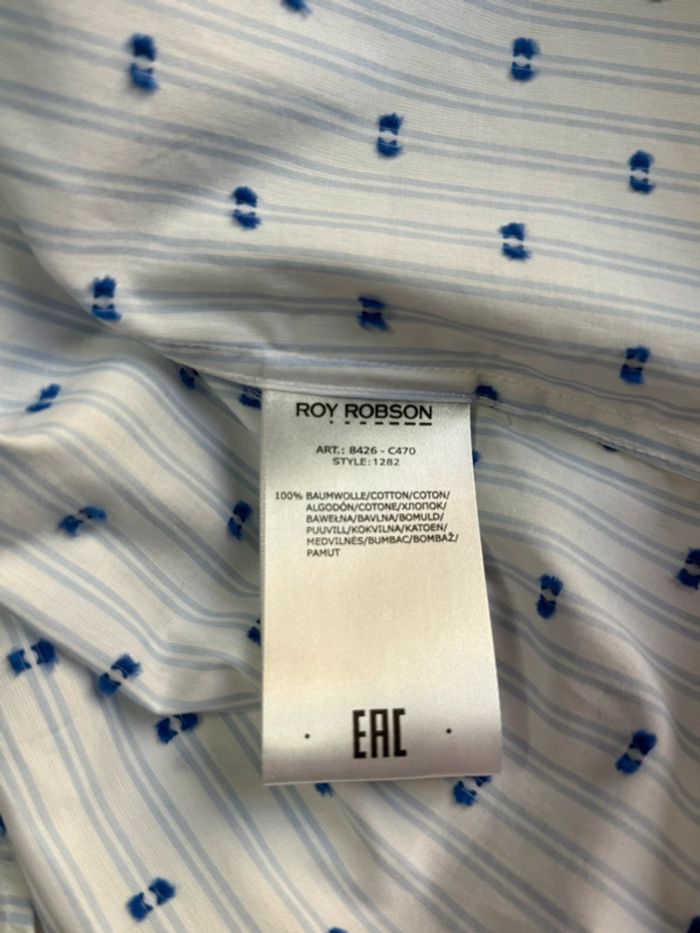 ROY ROBSON
ART.: 8426 - C470
STYLE:1282
100% BAUMWOLLE/COTTON/COTON/
ALGODÓN/COTONE/ХЛОПОК/
BAWEŁNA/BAVLNA/BOMULD/
PUUVILL/KOKVILNA/KATOEN/
MEDVILNĖS/BUMBAC/BOMBAŽ/
PAMUT
EAC